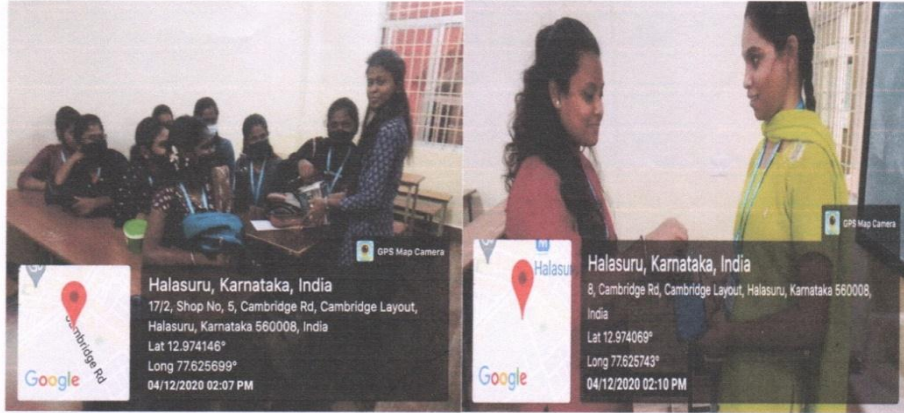 GPS Map Camera
Halasuru, Karnataka, India
17/2, Shop No, 5, Cambridge Rd, Cambridge Layout,
Halasuru, Karnataka 560008, India
Lat 12.974146°
Long 77.625699°
04/12/2020 02:07 PM
Google
GPS Map Camera
Halasuru, Karnataka, India
8, Cambridge Rd, Cambridge Layout, Halasuru, Karnataka 560008,
India
Lat 12.974069°
Long 77.625743°
04/12/2020 02:10 PM
Halasu
Google